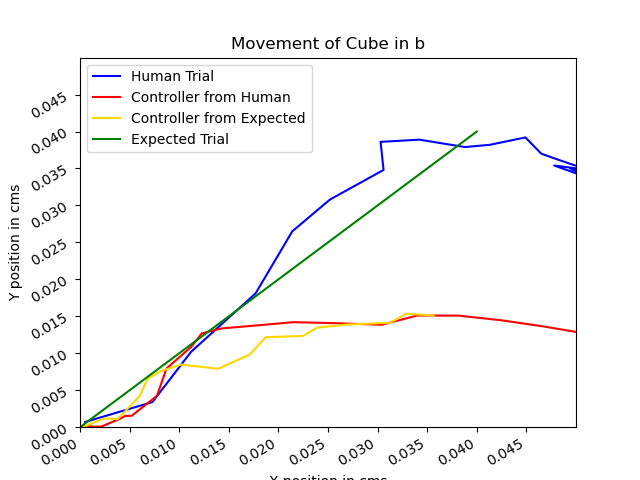 Movement of Cube in b
Human Trial
Controller from Human
Controller from Expected
Expected Trial
Y position in cms
0.045
0.040
0.035
0.030
0.025
0.020
0.015
0.010
0.005
0.000
0.000 0.005 0.010 0.015 0.020 0.025 0.030 0.035 0.040 0.045
position in cms